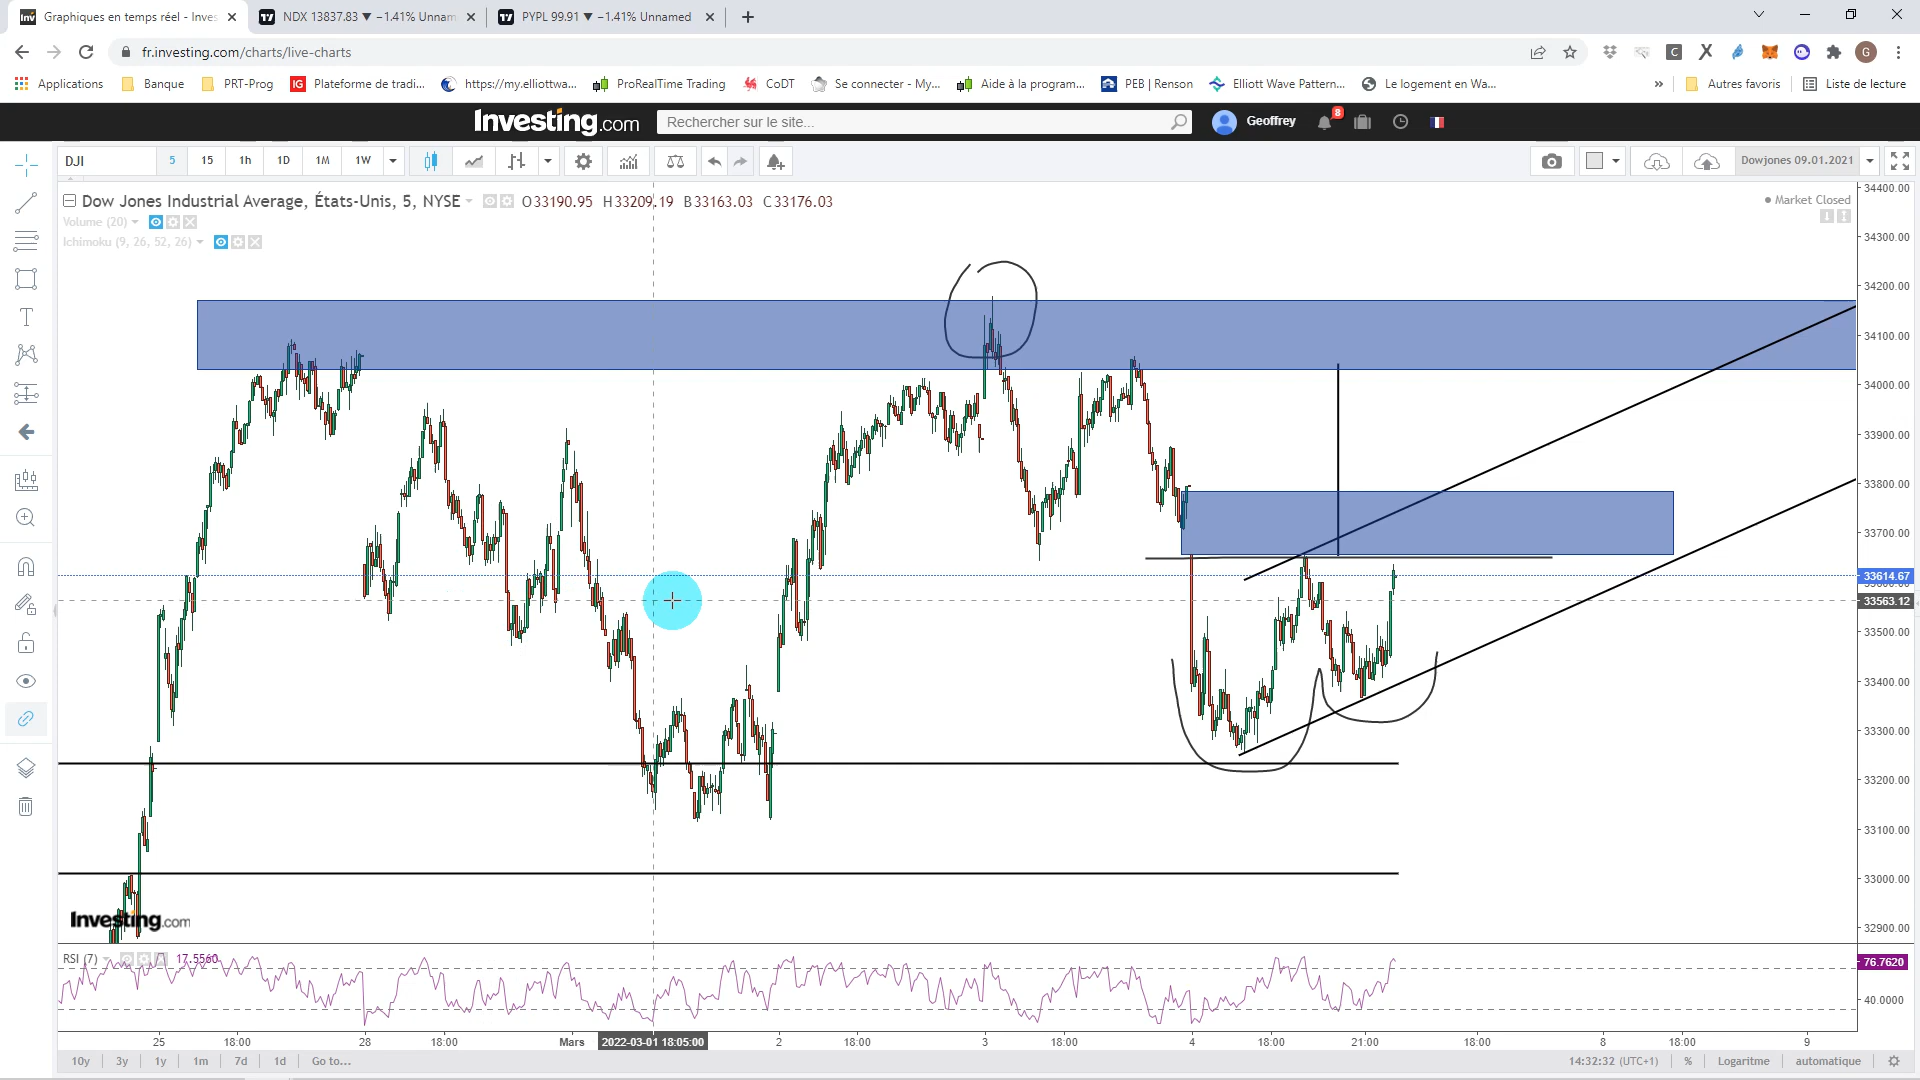 Graphiques en temps réel - Inves
NDX 13837.83 ▼ −1.41% Unnam
PYPL 99.91 ▼ −1.41% Unnamed
fr.investing.com/charts/live-charts
Applications
Banque
PRT-Prog
IG
Plateforme de tradi...
https://my.elliottwa...
ProRealTime Trading
CoDT
Se connecter - My...
Aide à la program...
PEB | Renson
Elliott Wave Pattern...
Le logement en Wa...
»
Autres favoris
Liste de lecture
Investing.com
Rechercher sur le site...
Geoffrey
8
DJI
5
15
1h
1D
1M
1W
Dowjones 09.01.2021
Dow Jones Industrial Average, États-Unis, 5, NYSE
O33190.95 H33209.19 B33163.03 C33176.03
Market Closed
Volume (20)
Ichimoku (9, 26, 52, 26)
34400.00
34300.00
34200.00
34100.00
34000.00
33900.00
33800.00
33700.00
33614.67
33563.12
33500.00
33400.00
33300.00
33200.00
33100.00
33000.00
32900.00
Investing.com
RSI (7)
17.5560
76.7620
40.0000
25
18:00
28
18:00
Mars
2022-03-01 18:05:00
2
18:00
3
18:00
4
18:00
21:00
18:00
8
18:00
9
10y
3y
1y
1m
7d
1d
Go to...
14:32:32 (UTC+1)
%
Logaritme
automatique